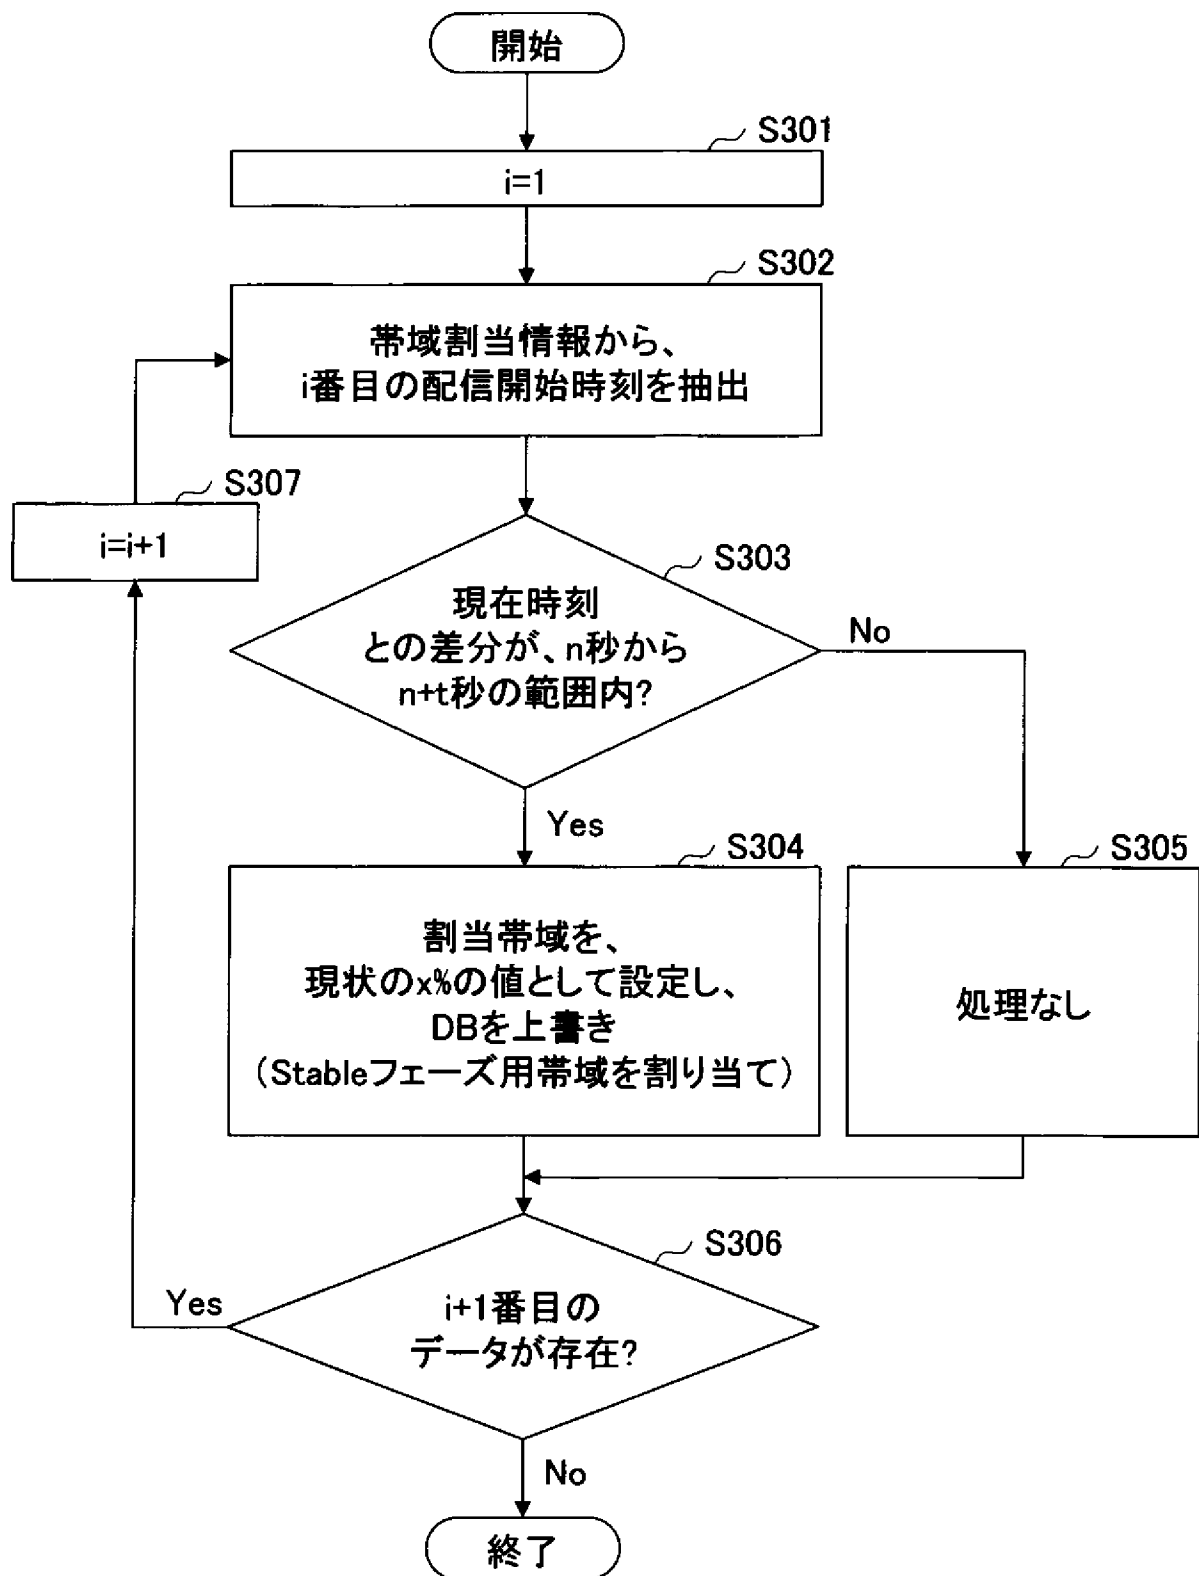 開始
S301
i=1
S302
帯域割当情報から、
i番目の配信開始時刻を抽出
S307
i=i+1
S303
現在時刻
との差分が、n秒から
n+t秒の範囲内?
No
Yes
S304
割当帯域を、
現状のx%の値として設定し、
DBを上書き
(Stableフェーズ用帯域を割り当て)
S305
処理なし
S306
i+1番目の
データが存在?
Yes
No
終了